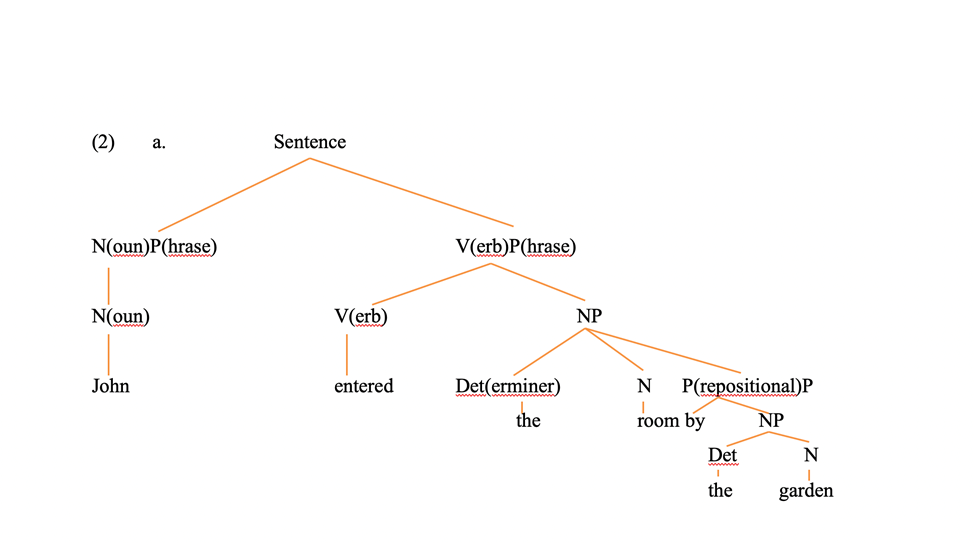 (2) a. Sentence
N(oun)P(hrase) V(erb)P(hrase)
N(oun) V(erb) NP
John entered Det(erminer) N P(repositional)P
the room by NP
Det N
the garden